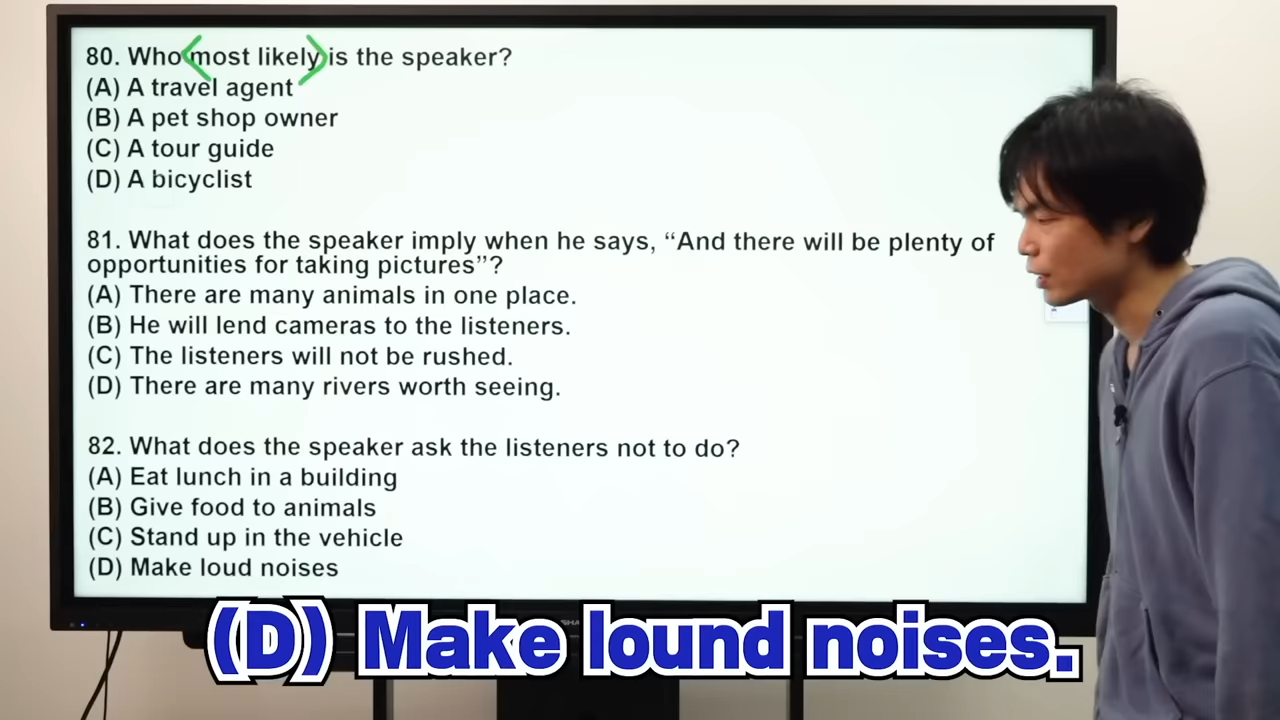 80. Who most likely is the speaker?
(A) A travel agent
(B) A pet shop owner
(C) A tour guide
(D) A bicyclist
81. What does the speaker imply when he says, “And there will be plenty of
opportunities for taking pictures”?
(A) There are many animals in one place.
(B) He will lend cameras to the listeners.
(C) The listeners will not be rushed.
(D) There are many rivers worth seeing.
82. What does the speaker ask the listeners not to do?
(A) Eat lunch in a building
(B) Give food to animals
(C) Stand up in the vehicle
(D) Make loud noises
(D) Make lound noises.